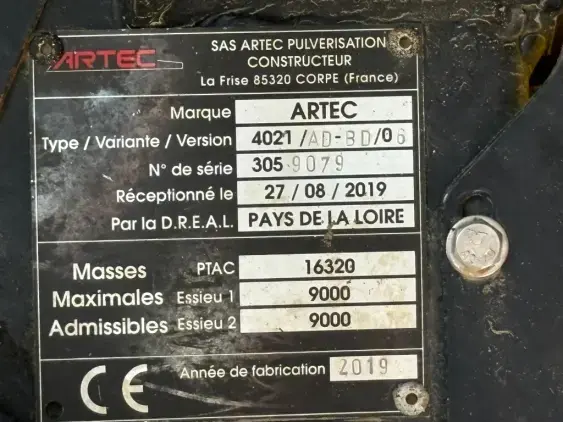 ARTEC
SAS ARTEC PULVERISATION
CONSTRUCTEUR
La Frise 85320 CORPE (France)
Marque ARTEC
Type / Variante / Version 4021 /AD-BD/06
N° de série 305 9079
Réceptionné le 27 / 08 / 2019
Par la D.R.E.A.L. PAYS DE LA LOIRE
Masses PTAC 16320
Maximales Essieu 1 9000
Admissibles Essieu 2 9000
CE Année de fabrication 2019